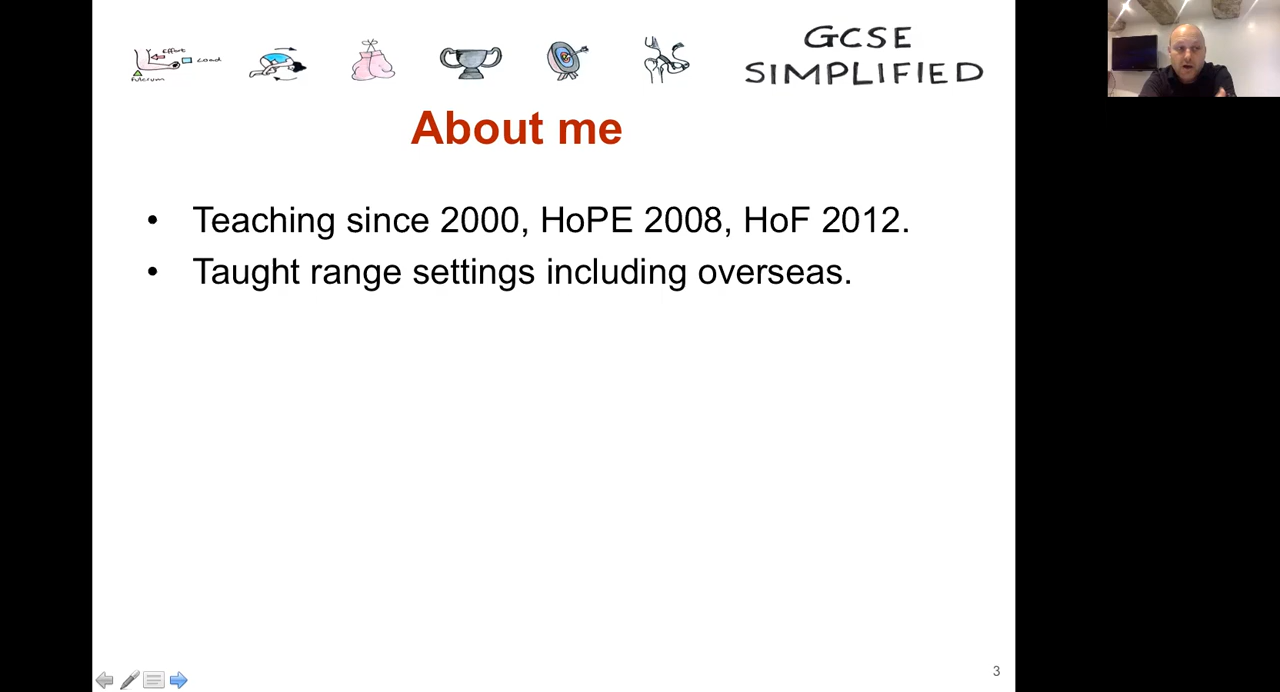 Effort
Load
fulcrum
GCSE
SIMPLIFIED
About me
• Teaching since 2000, HoPE 2008, HoF 2012.
• Taught range settings including overseas.
3